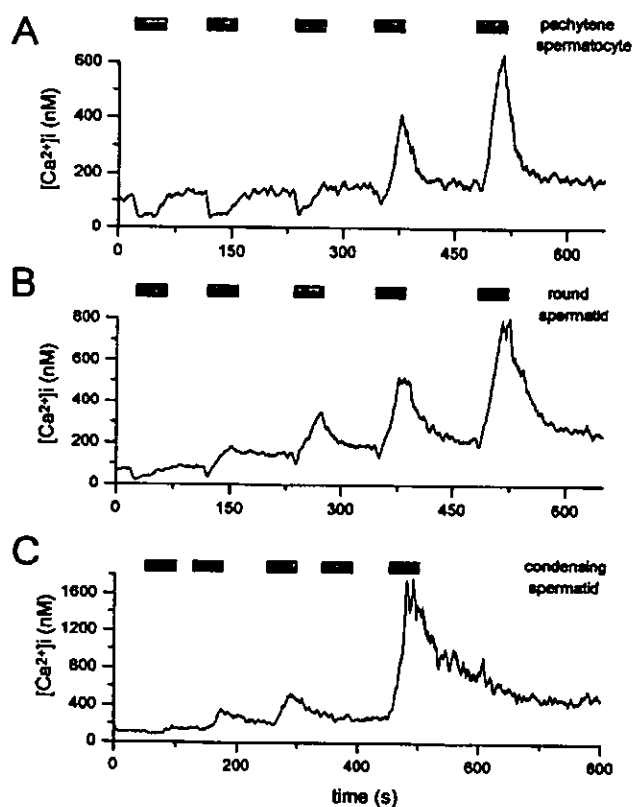 A
pachytene
spermatocyte
[Ca²⁺]i (nM)
600
400
200
0
0 150 300 450 600
B
round
spermatid
[Ca²⁺]i (nM)
800
600
400
200
0
0 150 300 450 600
C
condensing
spermatid
[Ca²⁺]i (nM)
1600
1200
800
400
0
0 200 400 600 800
time (s)